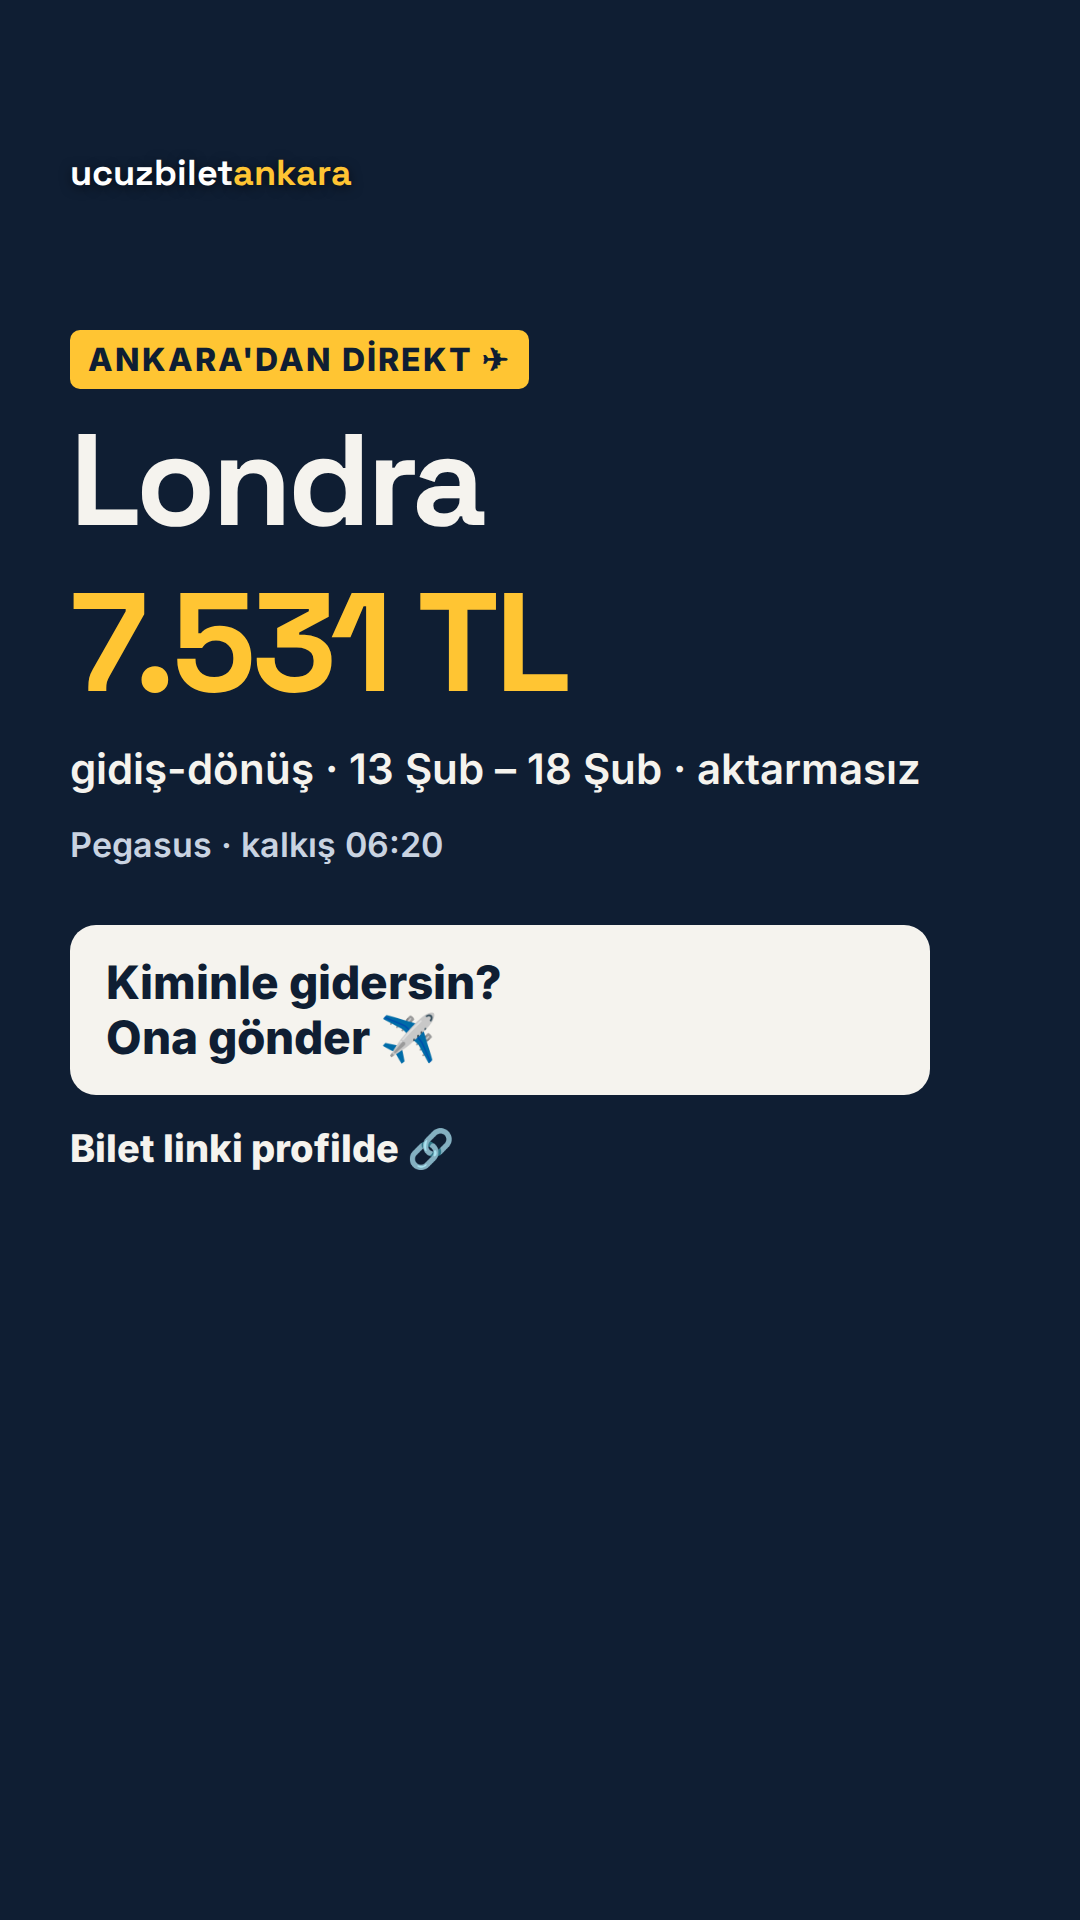 ucuzbiletankara
ANKARA'DAN DİREKT ✈
Londra
7.531 TL
gidiş-dönüş · 13 Şub – 18 Şub · aktarmasız
Pegasus · kalkış 06:20
Kiminle gidersin?
Ona gönder ✈️
Bilet linki profilde 🔗